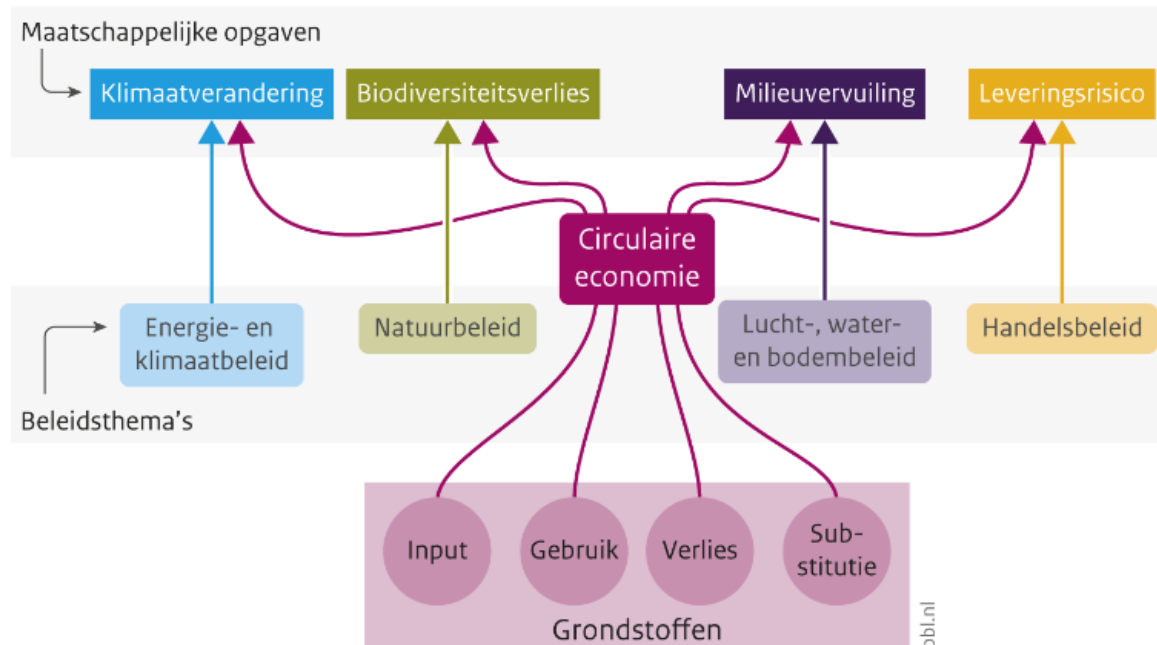 Maatschappelijke opgaven
Klimaatverandering
Biodiversiteitsverlies
Milieuvervuiling
Leveringsrisico
Circulaire
economie
Energie- en
klimaatbeleid
Natuurbeleid
Lucht-, water-
en bodembeleid
Handelsbeleid
Beleidsthema's
Input
Gebruik
Verlies
Sub-
stitutie
Grondstoffen
pbl.nl